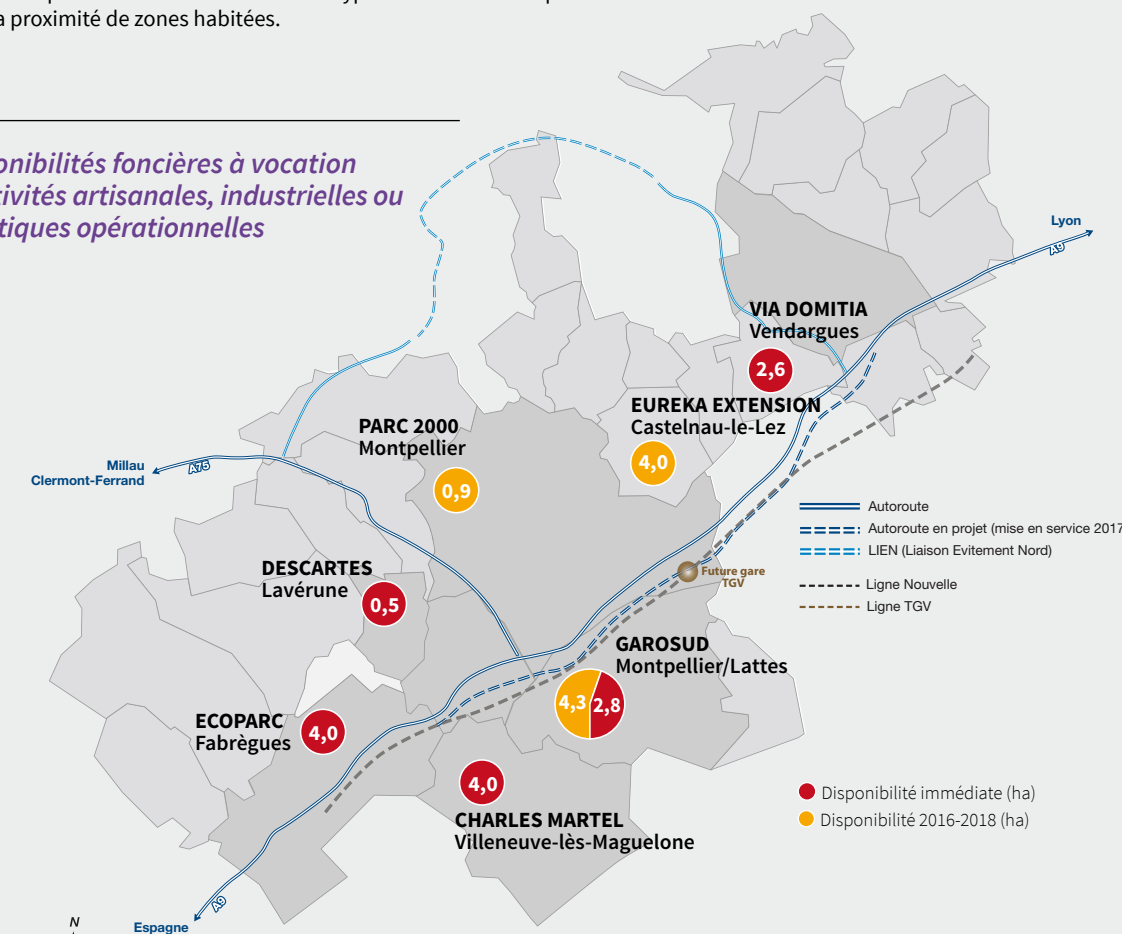 a proximité de zones habitées.
onibilités foncières à vocation
tivités artisanales, industrielles ou
tiques opérationnelles
Lyon
A9
VIA DOMITIA
Vendargues
2,6
EUREKA EXTENSION
Castelnau-le-Lez
4,0
PARC 2000
Montpellier
0,9
Millau
Clermont-Ferrand
A75
DESCARTES
Lavérune
0,5
Future gare
TGV
GAROSUD
Montpellier/Lattes
4,3 2,8
ECOPARC
Fabrègues
4,0
4,0
CHARLES MARTEL
Villeneuve-lès-Maguelone
A9
Espagne
N
Autoroute
Autoroute en projet (mise en service 2017
LIEN (Liaison Evitement Nord)
Ligne Nouvelle
Ligne TGV
Disponibilité immédiate (ha)
Disponibilité 2016-2018 (ha)